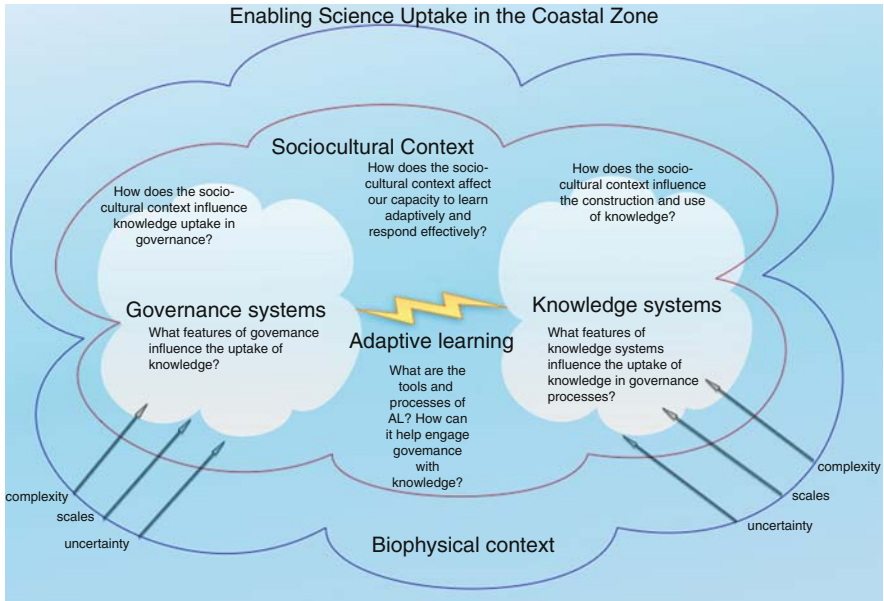 Enabling Science Uptake in the Coastal Zone
Sociocultural Context
How does the socio-
cultural context influence
knowledge uptake in
governance?
How does the socio-
cultural context affect
our capacity to learn
adaptively and
respond effectively?
How does the socio-
cultural context influence
the construction and use
of knowledge?
Governance systems
What features of governance
influence the uptake of
knowledge?
Adaptive learning
What are the
tools and
processes of
AL? How can
it help engage
governance
with
knowledge?
Knowledge systems
What features of
knowledge systems
influence the uptake of
knowledge in governance
processes?
complexity
scales
uncertainty
complexity
scales
uncertainty
Biophysical context